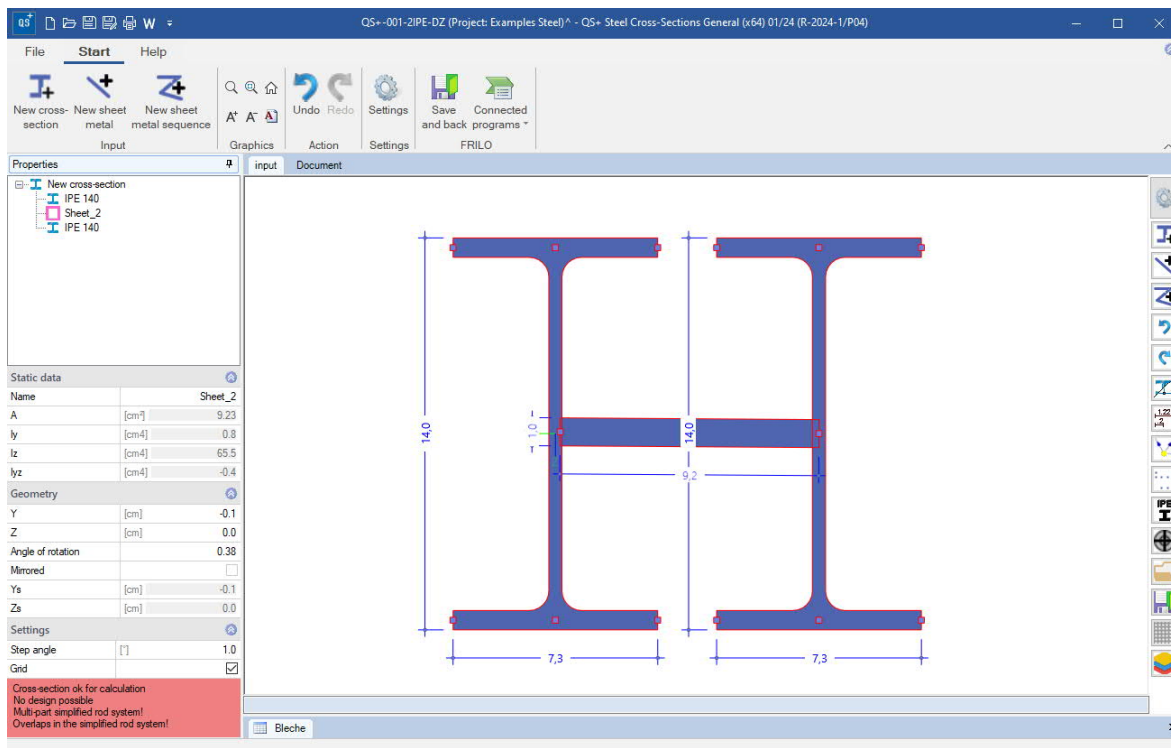 QS+
W
QS+-001-2IPE-DZ (Project: Examples Steel)^ - QS+ Steel Cross-Sections General (x64) 01/24 (R-2024-1/P04)
File Start Help
New cross-section
New sheet metal
New sheet metal sequence
Undo
Redo
Settings
Save and back
Connected programs
Input
Graphics
Action
Settings
FRILO
Properties
input Document
New cross-section
IPE 140
Sheet_2
IPE 140
Static data
Name Sheet_2
A [cm²] 9.23
Iy [cm4] 0.8
Iz [cm4] 65.5
Iyz [cm4] -0.4
Geometry
Y [cm] -0.1
Z [cm] 0.0
Angle of rotation 0.38
Mirrored
Ys [cm] -0.1
Zs [cm] 0.0
Settings
Step angle [°] 1.0
Grid
Cross-section ok for calculation
No design possible
Multi-part simplified rod system!
Overlaps in the simplified rod system!
14,0
1,0
14,0
9,2
7,3
7,3
IPE
Bleche